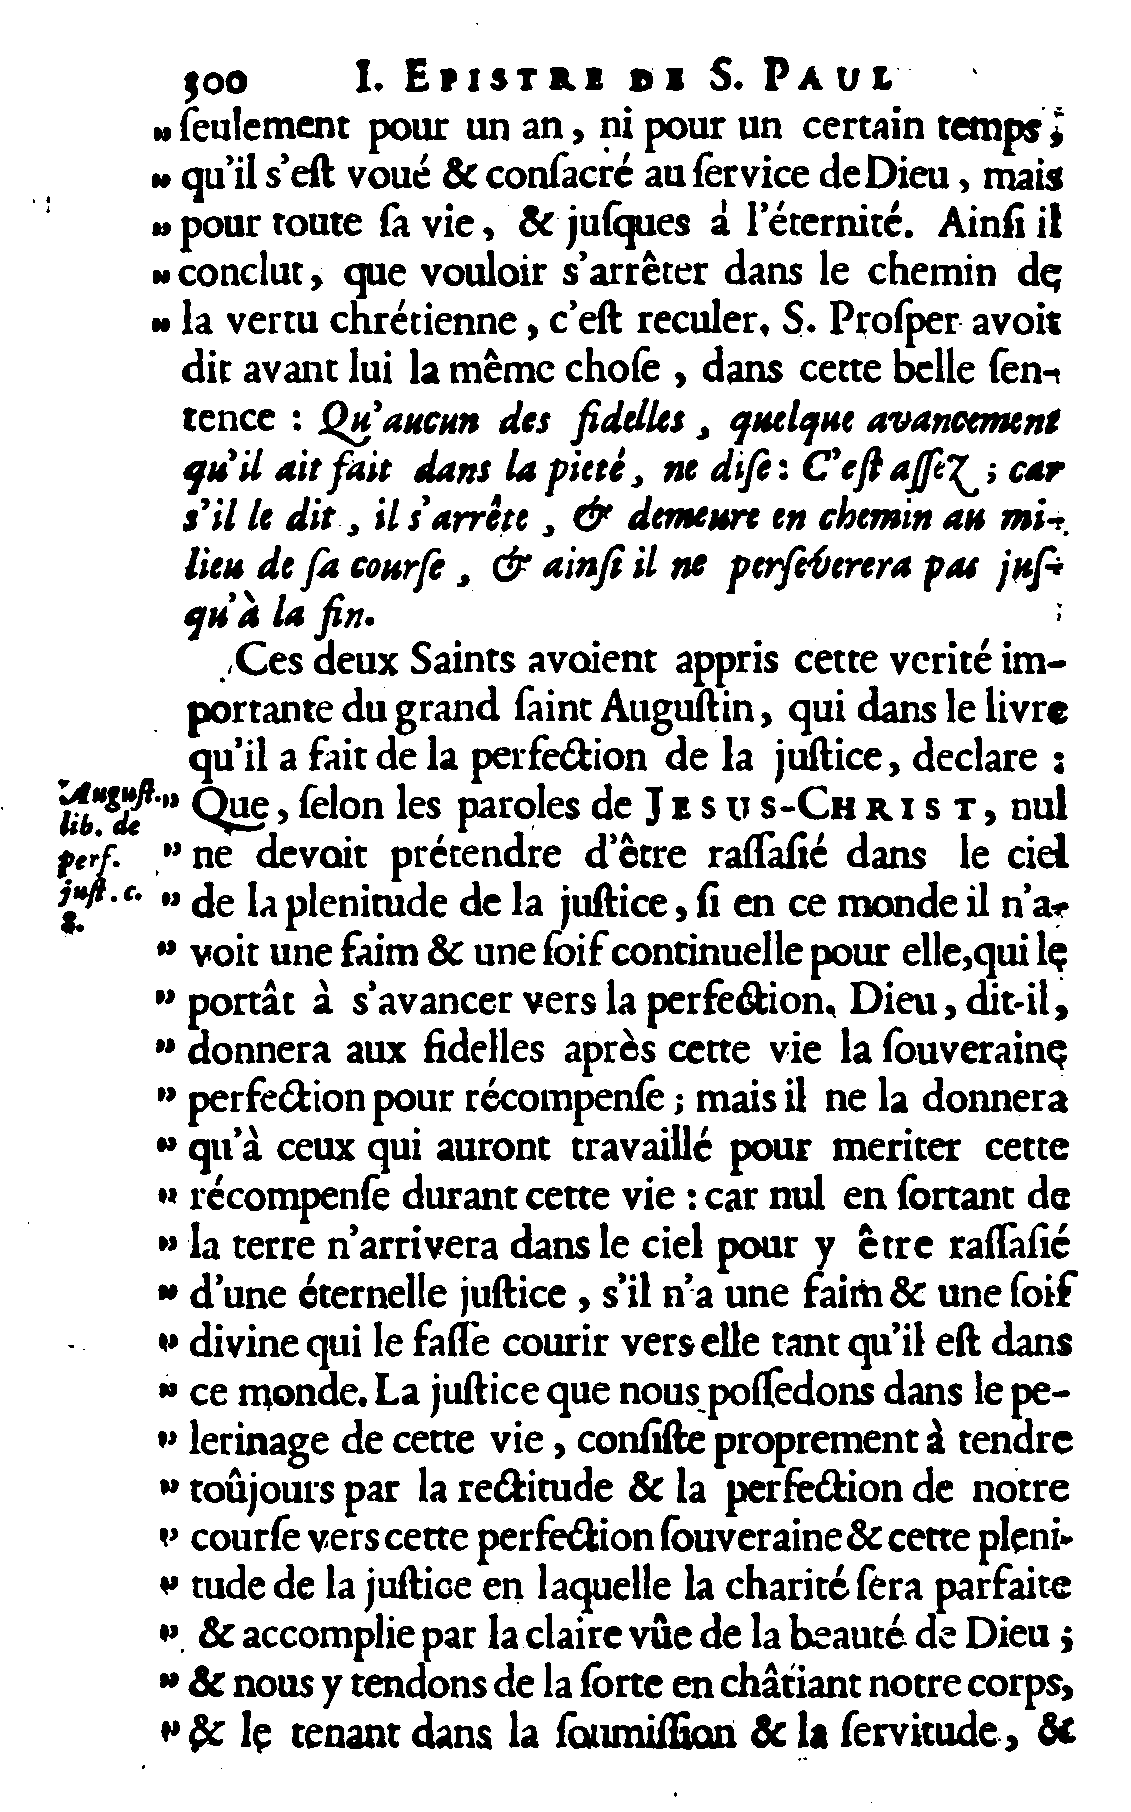 300 I. EPISTRE DE S. PAUL
„ ſeulement pour un an, ni pour un certain temps;
„ qu'il s'eſt voué & conſacré au ſervice de Dieu, mais
„ pour toute ſa vie, & juſques á l'éternité. Ainſi il
„ conclut, que vouloir s'arrêter dans le chemin de
„ la vertu chrétienne, c'eſt reculer. S. Proſper avoit
dit avant lui la même choſe, dans cette belle ſen-
tence : Qu'aucun des fidelles, quelque avancement
qu'il ait fait dans la pieté, ne diſe : C'eſt aſſez ; car
s'il le dit, il s'arrête, & demeure en chemin au mi-
lieu de ſa courſe, & ainſi il ne perſeverera pas juſ-
qu'à la fin.
Ces deux Saints avoient appris cette verité im-
portante du grand ſaint Auguſtin, qui dans le livre
qu'il a fait de la perfection de la juſtice, declare :
Auguſt. ” Que, ſelon les paroles de JESUS-CHRIST, nul
lib. de
perf. ” ne devoit prétendre d'être raſſaſié dans le ciel
juſt. c. ” de la plenitude de la juſtice, ſi en ce monde il n'a-
8.
” voit une faim & une ſoif continuelle pour elle, qui le
” portât à s'avancer vers la perfection. Dieu, dit-il,
” donnera aux fidelles après cette vie la ſouveraine
” perfection pour récompenſe ; mais il ne la donnera
” qu'à ceux qui auront travaillé pour meriter cette
” récompenſe durant cette vie : car nul en ſortant de
” la terre n'arrivera dans le ciel pour y être raſſaſié
” d'une éternelle juſtice, s'il n'a une faim & une ſoif
” divine qui le faſſe courir vers elle tant qu'il eſt dans
” ce monde. La juſtice que nous poſſedons dans le pe-
” lerinage de cette vie, conſiſte proprement à tendre
” toûjours par la rectitude & la perfection de notre
” courſe vers cette perfection ſouveraine & cette pleni-
” tude de la juſtice en laquelle la charité ſera parfaite
” & accomplie par la claire vûe de la beauté de Dieu ;
” & nous y tendons de la ſorte en châtiant notre corps,
” & le tenant dans la ſoumiſſion & la ſervitude, &